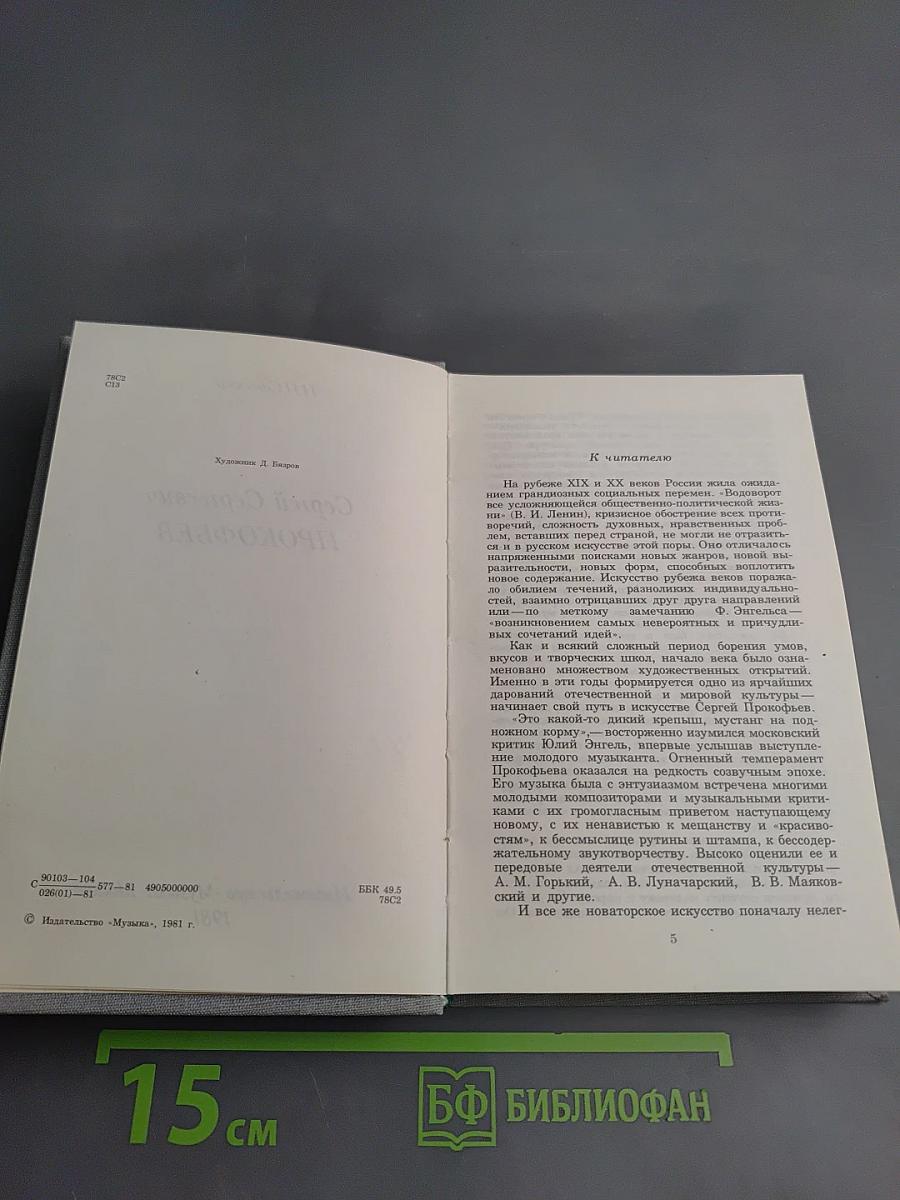 78С2
С13
Художник Д. Бязров
С 90103—104 577—81 4905000000
026(01)—81
ББК 49.5
78С2
© Издательство «Музыка», 1981 г.
К читателю
На рубеже XIX и XX веков Россия жила ожида-
нием грандиозных социальных перемен. «Водоворот
все усложняющейся общественно-политической жиз-
ни» (В. И. Ленин), кризисное обострение всех проти-
воречий, сложность духовных, нравственных проб-
лем, вставших перед страной, не могли не отразить-
ся и в русском искусстве этой поры. Оно отличалось
напряженными поисками новых жанров, новой вы-
разительности, новых форм, способных воплотить
новое содержание. Искусство рубежа веков поража-
ло обилием течений, разноликих индивидуально-
стей, взаимно отрицавших друг друга направлений
или—по меткому замечанию Ф. Энгельса—
«возникновением самых невероятных и причудли-
вых сочетаний идей».
Как и всякий сложный период борения умов,
вкусов и творческих школ, начало века было озна-
меновано множеством художественных открытий.
Именно в эти годы формируется одно из ярчайших
дарований отечественной и мировой культуры—
начинает свой путь в искусстве Сергей Прокофьев.
«Это какой-то дикий крепыш, мустанг на под-
ножном корму»,—восторженно изумился московский
критик Юлий Энгель, впервые услышав выступле-
ние молодого музыканта. Огненный темперамент
Прокофьева оказался на редкость созвучным эпохе.
Его музыка была с энтузиазмом встречена многими
молодыми композиторами и музыкальными крити-
ками с их громогласным приветом наступающему
новому, с их ненавистью к мещанству и «красиво-
стям», к бессмыслице рутины и штампа, к бессодер-
жательному звукотворчеству. Высоко оценили ее и
передовые деятели отечественной культуры—
А. М. Горький, А. В. Луначарский, В. В. Маяков-
ский и другие.
И все же новаторское искусство поначалу нелег-
5
15 см
БФ БИБЛИОФАН